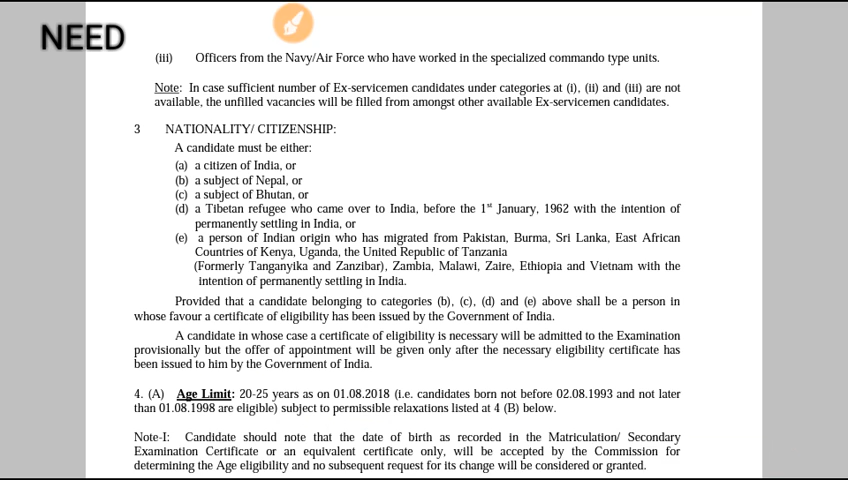 NEED
(iii) Officers from the Navy/Air Force who have worked in the specialized commando type units.
Note: In case sufficient number of Ex-servicemen candidates under categories at (i), (ii) and (iii) are not
available, the unfilled vacancies will be filled from amongst other available Ex-servicemen candidates.
3 NATIONALITY/ CITIZENSHIP:
A candidate must be either:
(a) a citizen of India, or
(b) a subject of Nepal, or
(c) a subject of Bhutan, or
(d) a Tibetan refugee who came over to India, before the 1st January, 1962 with the intention of
permanently settling in India, or
(e) a person of Indian origin who has migrated from Pakistan, Burma, Sri Lanka, East African
Countries of Kenya, Uganda, the United Republic of Tanzania
(Formerly Tanganyika and Zanzibar), Zambia, Malawi, Zaire, Ethiopia and Vietnam with the
intention of permanently settling in India.
Provided that a candidate belonging to categories (b), (c), (d) and (e) above shall be a person in
whose favour a certificate of eligibility has been issued by the Government of India.
A candidate in whose case a certificate of eligibility is necessary will be admitted to the Examination
provisionally but the offer of appointment will be given only after the necessary eligibility certificate has
been issued to him by the Government of India.
4. (A) Age Limit: 20-25 years as on 01.08.2018 (i.e. candidates born not before 02.08.1993 and not later
than 01.08.1998 are eligible) subject to permissible relaxations listed at 4 (B) below.
Note-I: Candidate should note that the date of birth as recorded in the Matriculation/ Secondary
Examination Certificate or an equivalent certificate only, will be accepted by the Commission for
determining the Age eligibility and no subsequent request for its change will be considered or granted.